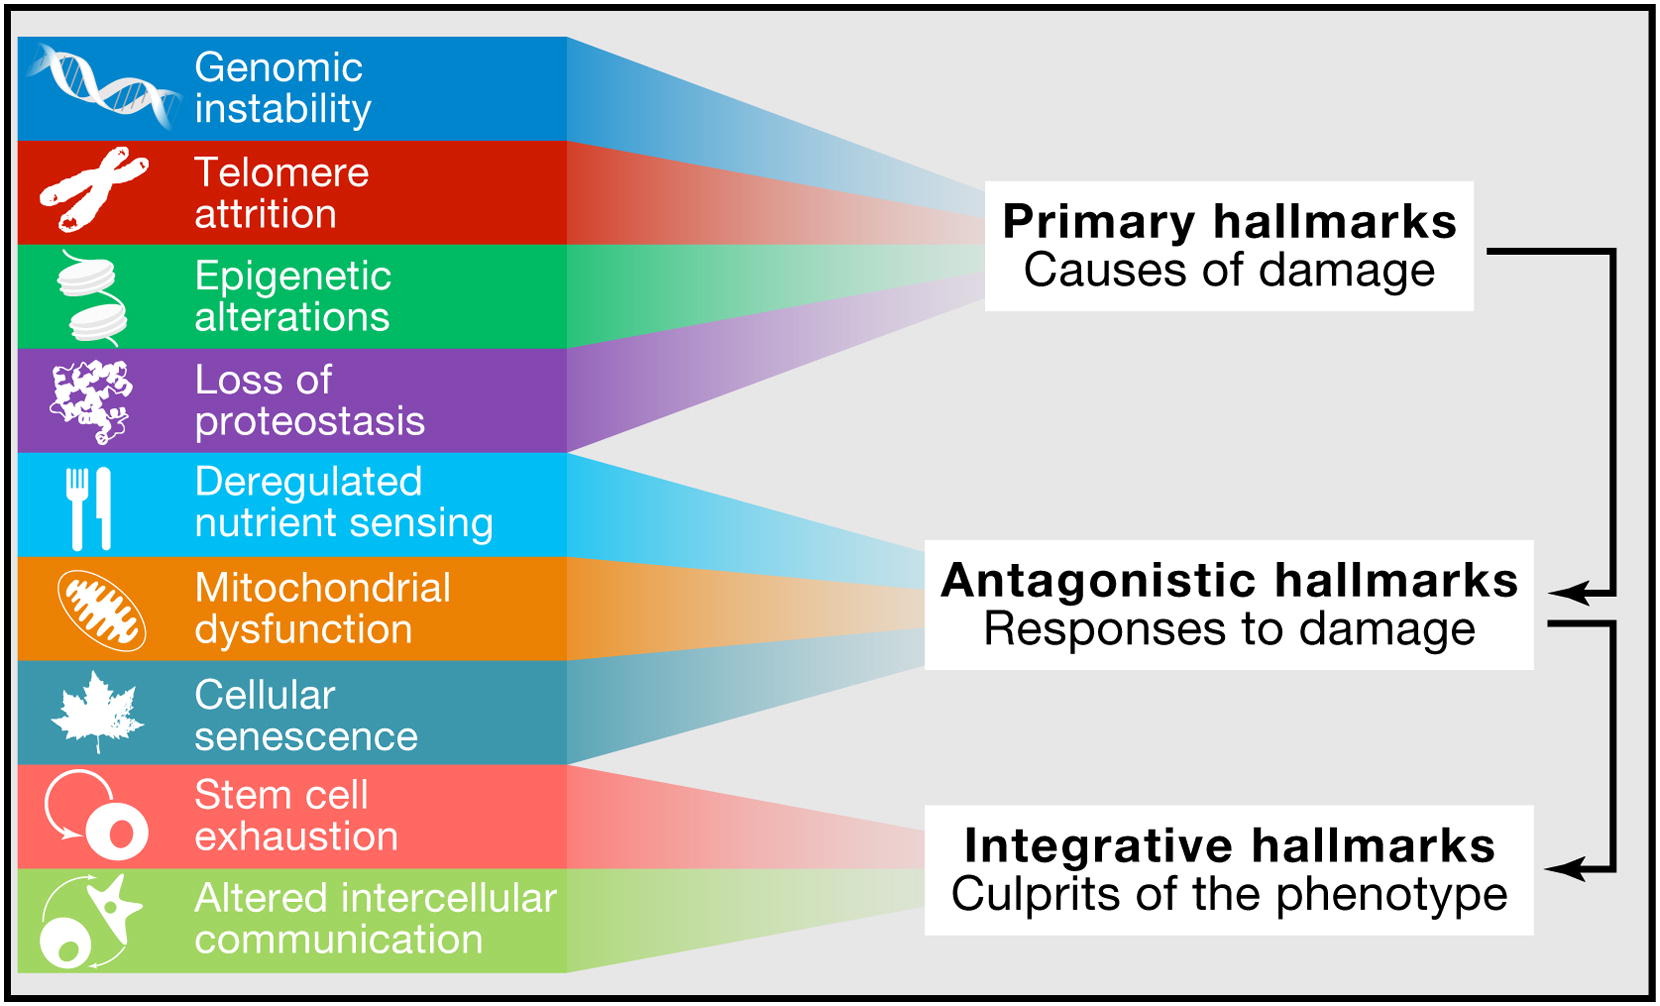 Genomic
instability
Telomere
attrition
Epigenetic
alterations
Loss of
proteostasis
Deregulated
nutrient sensing
Mitochondrial
dysfunction
Cellular
senescence
Stem cell
exhaustion
Altered intercellular
communication
Primary hallmarks
Causes of damage
Antagonistic hallmarks
Responses to damage
Integrative hallmarks
Culprits of the phenotype